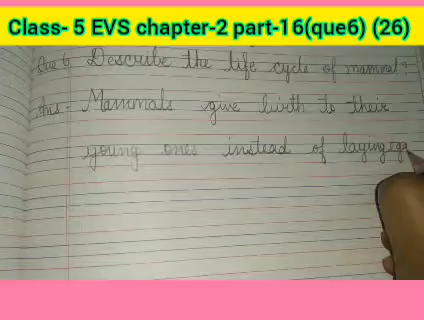 Class- 5 EVS chapter-2 part-16(que6) (26)
Que 6 Describe the life cycle of mammal?
Ans - Mammals give birth to their
young ones instead of laying egg